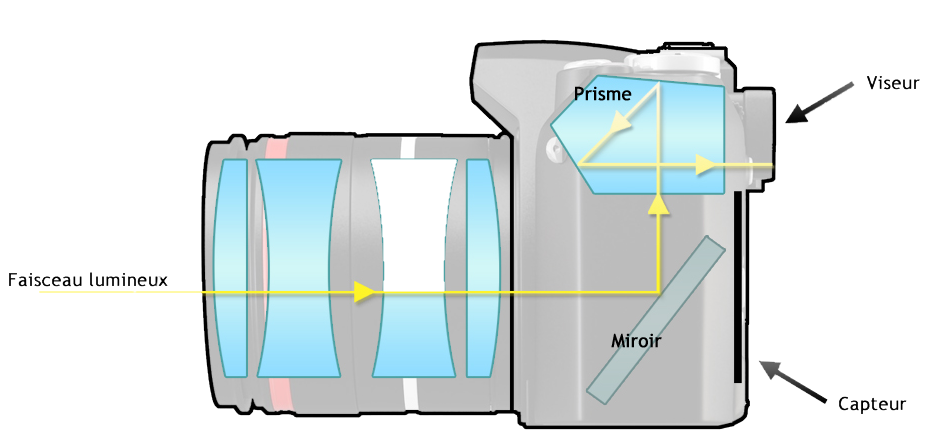 Viseur
Prisme
Faisceau lumineux
Miroir
Capteur